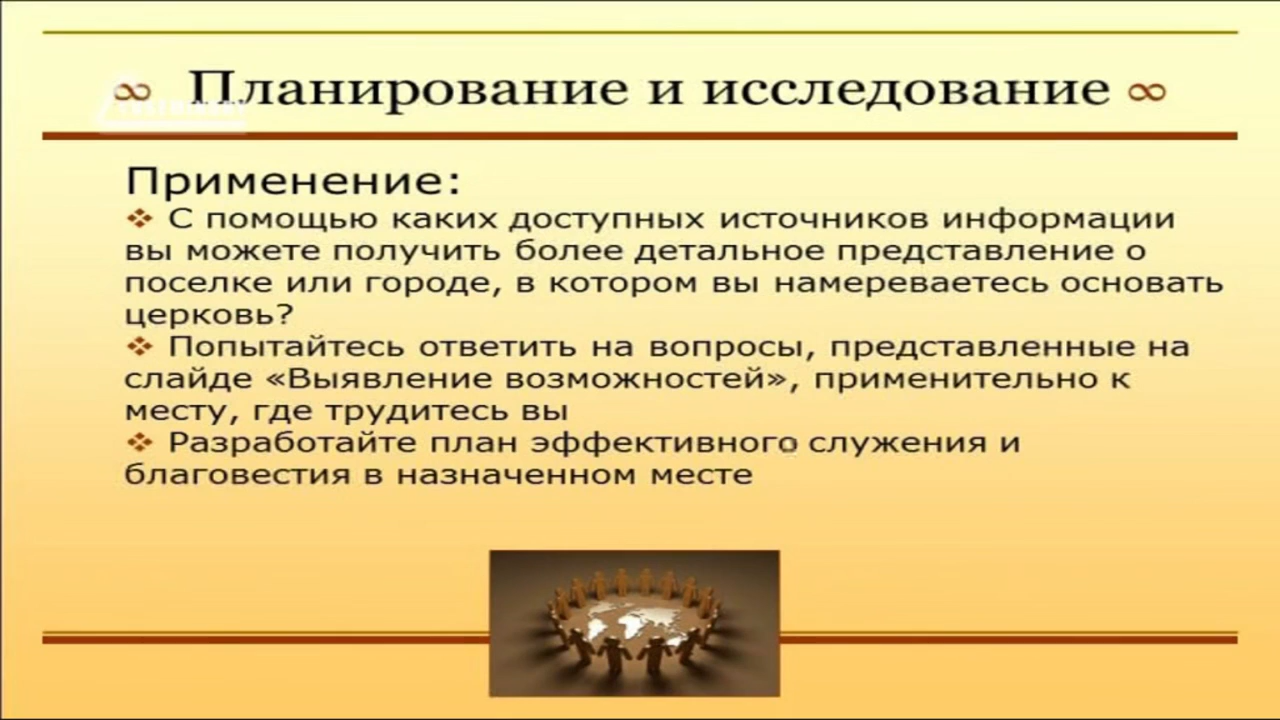 ∞ Планирование и исследование ∞
Применение:
❖ С помощью каких доступных источников информации
вы можете получить более детальное представление о
поселке или городе, в котором вы намереваетесь основать
церковь?
❖ Попытайтесь ответить на вопросы, представленные на
слайде «Выявление возможностей», применительно к
месту, где трудитесь вы
❖ Разработайте план эффективного служения и
благовестия в назначенном месте